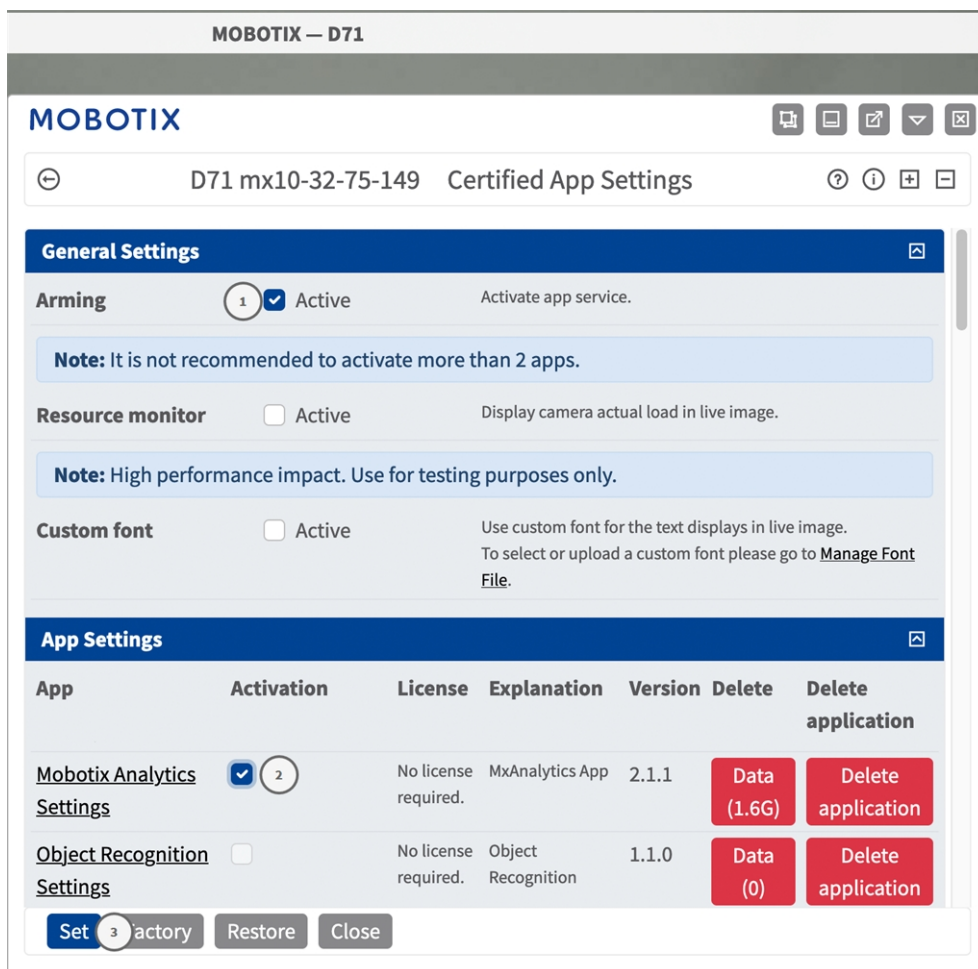 MOBOTIX — D71
MOBOTIX
D71 mx10-32-75-149 Certified App Settings
General Settings
Arming 1 Active Activate app service.
Note: It is not recommended to activate more than 2 apps.
Resource monitor Active Display camera actual load in live image.
Note: High performance impact. Use for testing purposes only.
Custom font Active Use custom font for the text displays in live image.
To select or upload a custom font please go to Manage Font
File.
App Settings
App Activation License Explanation Version Delete Delete
application
Mobotix Analytics 2 No license MxAnalytics App 2.1.1 Data Delete
Settings required. (1.6G) application
Object Recognition No license Object 1.1.0 Data Delete
Settings required. Recognition (0) application
Set 3 actory Restore Close